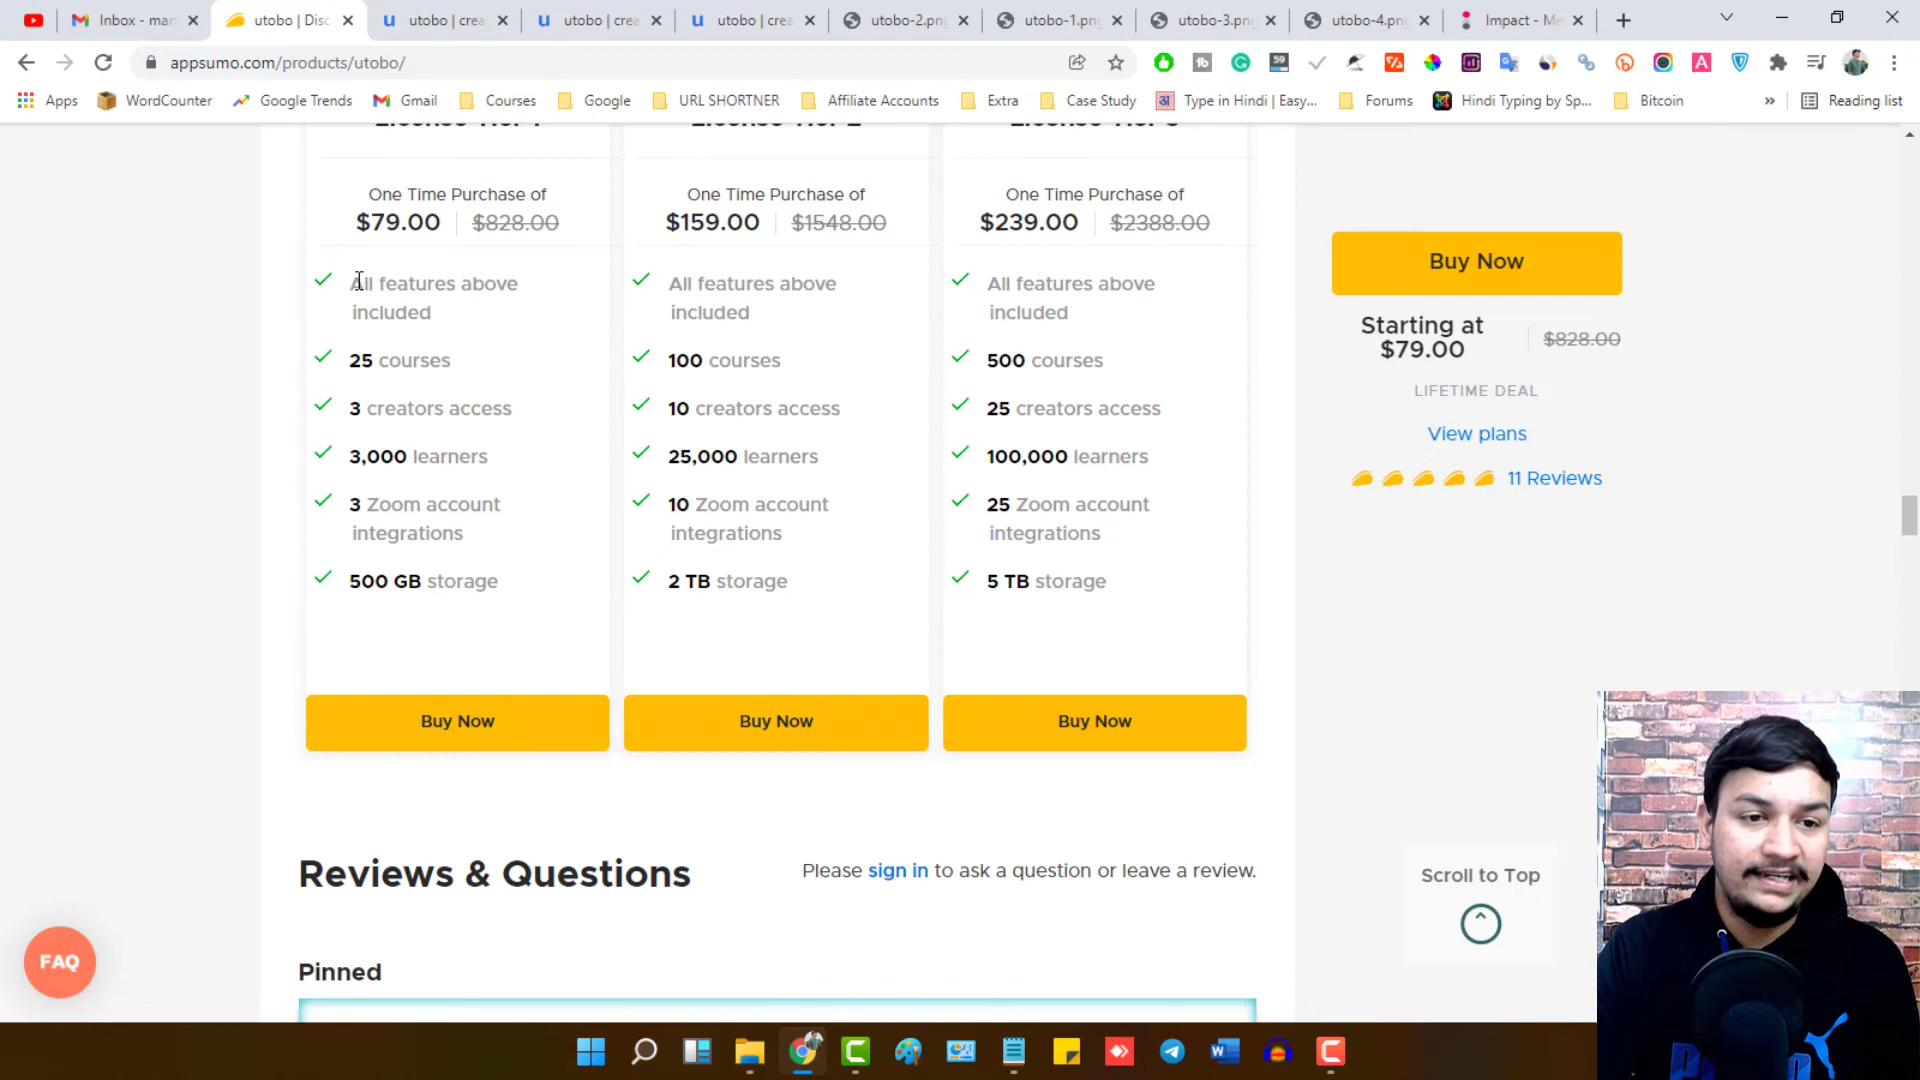 Inbox - mar
utobo | Disc
utobo | crea
utobo | crea
utobo | crea
utobo-2.pn
utobo-1.pn
utobo-3.pn
utobo-4.pn
Impact - Me
appsumo.com/products/utobo/
59
Apps
WordCounter
Google Trends
Gmail
Courses
Google
URL SHORTNER
Affiliate Accounts
Extra
Case Study
Type in Hindi | Easy...
Forums
Hindi Typing by Sp...
Bitcoin
»
Reading list
One Time Purchase of
$79.00 $828.00
All features above
included
25 courses
3 creators access
3,000 learners
3 Zoom account
integrations
500 GB storage
Buy Now
One Time Purchase of
$159.00 $1548.00
All features above
included
100 courses
10 creators access
25,000 learners
10 Zoom account
integrations
2 TB storage
Buy Now
One Time Purchase of
$239.00 $2388.00
All features above
included
500 courses
25 creators access
100,000 learners
25 Zoom account
integrations
5 TB storage
Buy Now
Buy Now
Starting at
$79.00
$828.00
LIFETIME DEAL
View plans
11 Reviews
Reviews & Questions
Please sign in to ask a question or leave a review.
Scroll to Top
FAQ
Pinned